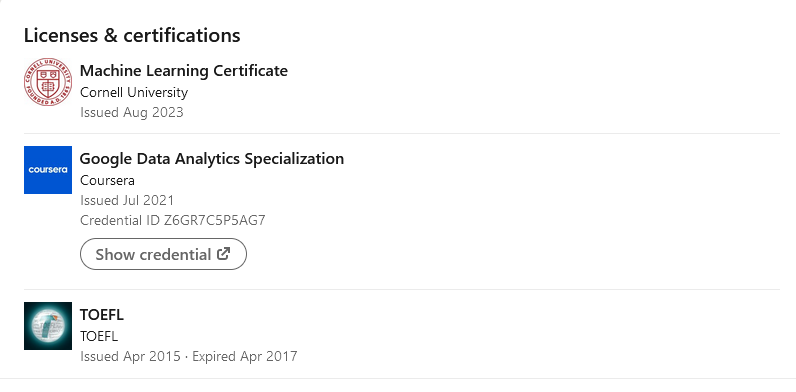 Licenses & certifications
Machine Learning Certificate
Cornell University
Issued Aug 2023
coursera
Google Data Analytics Specialization
Coursera
Issued Jul 2021
Credential ID Z6GR7C5P5AG7
Show credential
TOEFL
TOEFL
Issued Apr 2015 · Expired Apr 2017